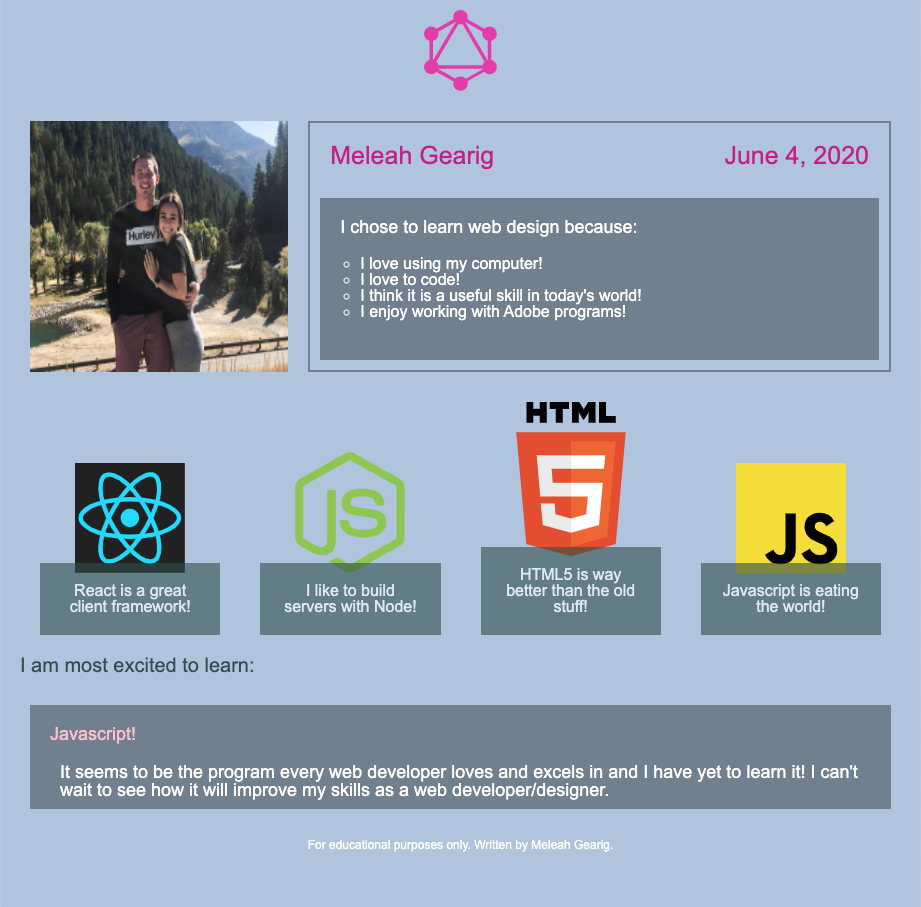 Meleah Gearig
June 4, 2020
Hurley
I chose to learn web design because:
I love using my computer!
I love to code!
I think it is a useful skill in today's world!
I enjoy working with Adobe programs!
HTML
5
JS
JS
React is a great
client framework!
I like to build
servers with Node!
HTML5 is way
better than the old
stuff!
Javascript is eating
the world!
I am most excited to learn:
Javascript!
It seems to be the program every web developer loves and excels in and I have yet to learn it! I can't
wait to see how it will improve my skills as a web developer/designer.
For educational purposes only. Written by Meleah Gearig.